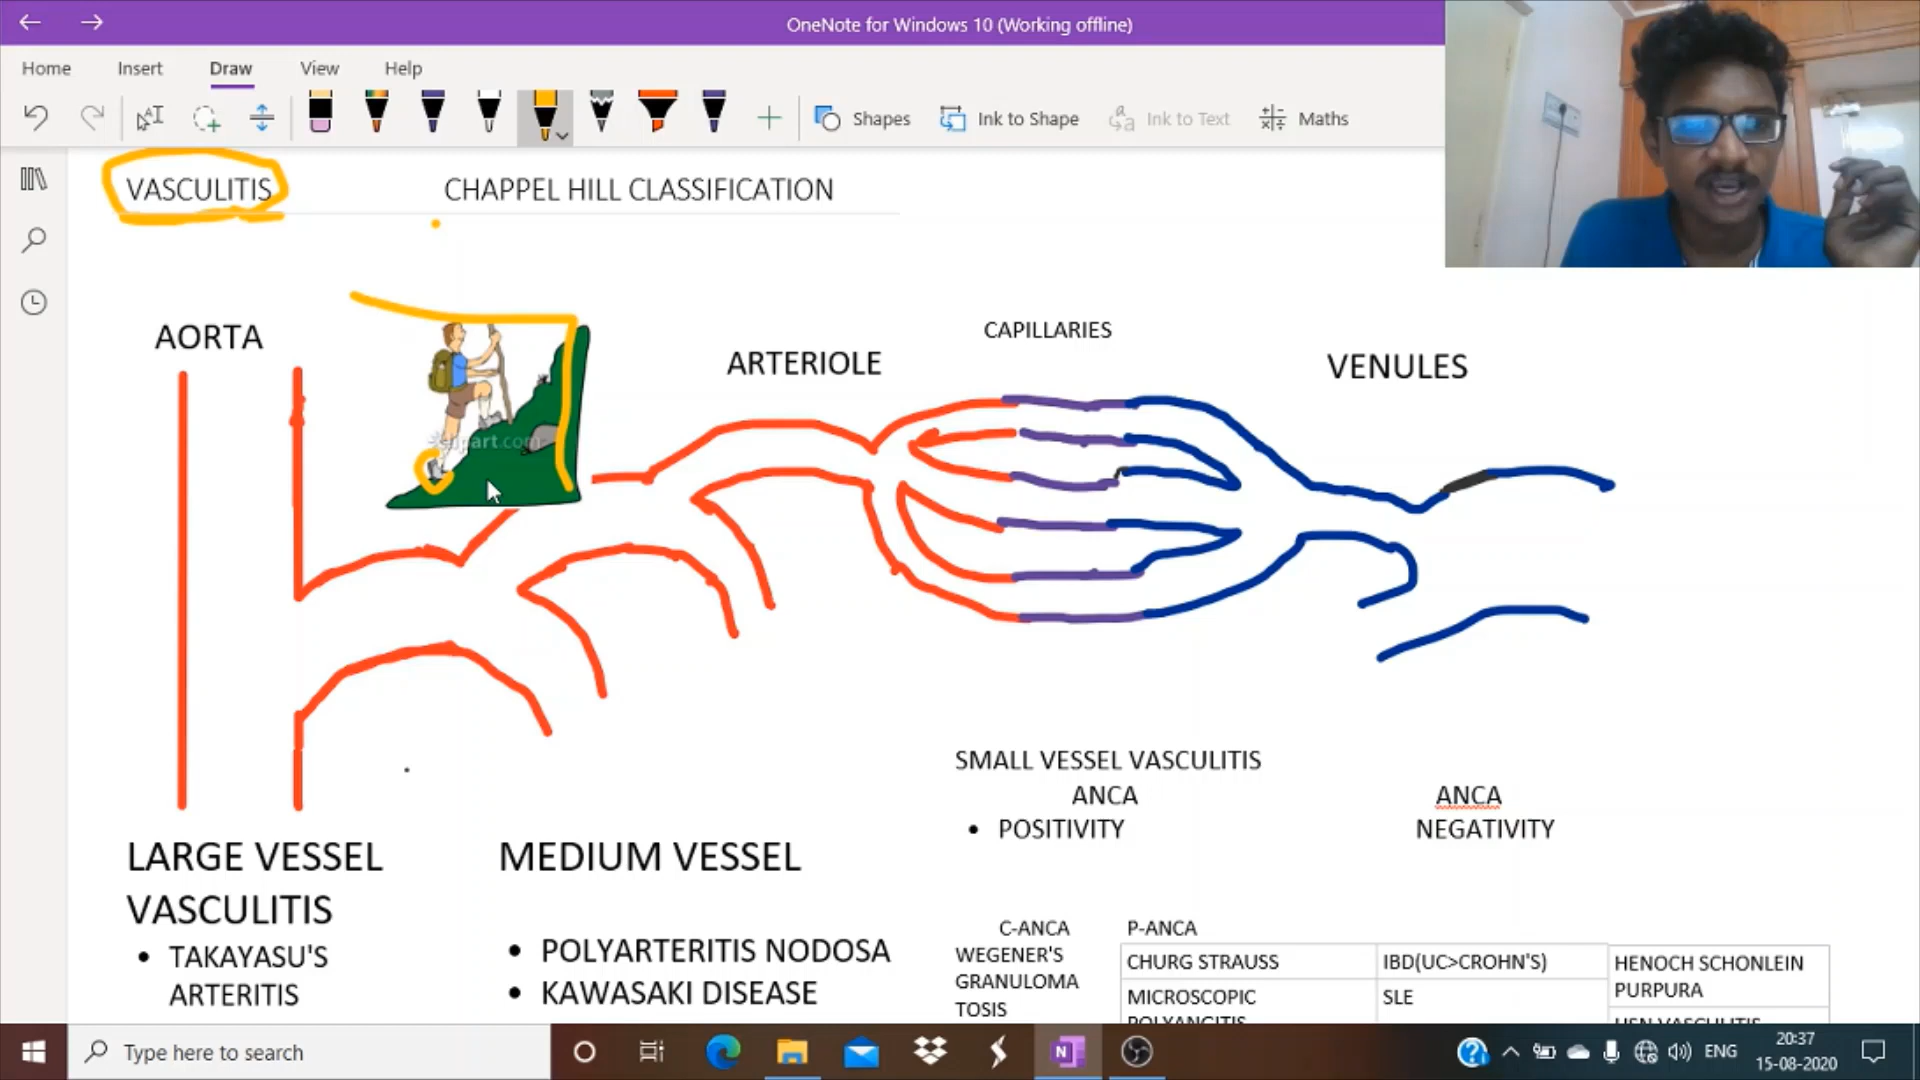 OneNote for Windows 10 (Working offline)
Home Insert Draw View Help
Shapes Ink to Shape Ink to Text Maths
VASCULITIS CHAPPEL HILL CLASSIFICATION
AORTA
ARTERIOLE
CAPILLARIES
VENULES
LARGE VESSEL
VASCULITIS
• TAKAYASU'S
ARTERITIS
MEDIUM VESSEL
• POLYARTERITIS NODOSA
• KAWASAKI DISEASE
SMALL VESSEL VASCULITIS
ANCA
• POSITIVITY
ANCA
NEGATIVITY
C-ANCA
WEGENER'S
GRANULOMA
TOSIS
P-ANCA
CHURG STRAUSS
MICROSCOPIC
POLYANGITIS
IBD(UC>CROHN'S)
SLE
HENOCH SCHONLEIN
PURPURA
Type here to search
ENG
20:37
15-08-2020